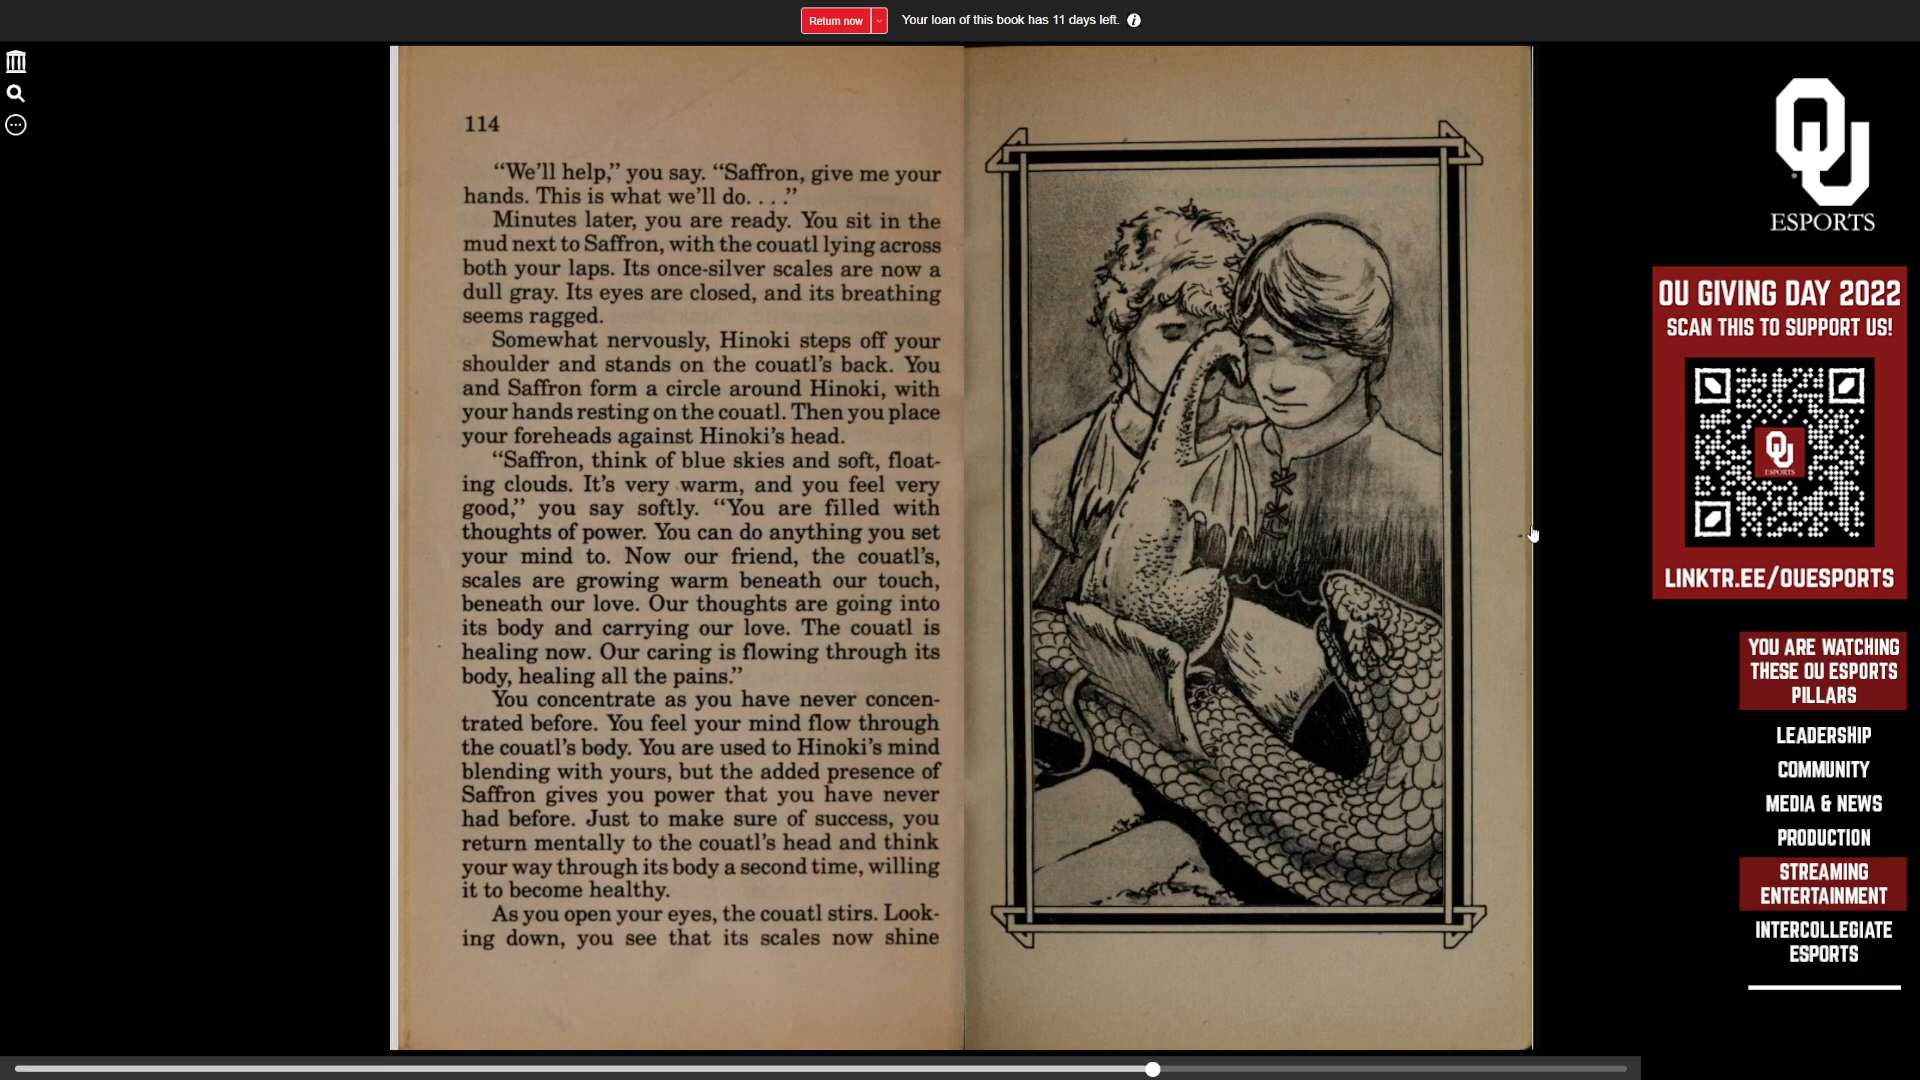 Return now
Your loan of this book has 11 days left.
114
“We’ll help,” you say. “Saffron, give me your
hands. This is what we’ll do. . . .”
Minutes later, you are ready. You sit in the
mud next to Saffron, with the couatl lying across
both your laps. Its once-silver scales are now a
dull gray. Its eyes are closed, and its breathing
seems ragged.
Somewhat nervously, Hinoki steps off your
shoulder and stands on the couatl’s back. You
and Saffron form a circle around Hinoki, with
your hands resting on the couatl. Then you place
your foreheads against Hinoki’s head.
“Saffron, think of blue skies and soft, float-
ing clouds. It’s very warm, and you feel very
good,” you say softly. “You are filled with
thoughts of power. You can do anything you set
your mind to. Now our friend, the couatl’s,
scales are growing warm beneath our touch,
beneath our love. Our thoughts are going into
its body and carrying our love. The couatl is
healing now. Our caring is flowing through its
body, healing all the pains.”
You concentrate as you have never concen-
trated before. You feel your mind flow through
the couatl’s body. You are used to Hinoki’s mind
blending with yours, but the added presence of
Saffron gives you power that you have never
had before. Just to make sure of success, you
return mentally to the couatl’s head and think
your way through its body a second time, willing
it to become healthy.
As you open your eyes, the couatl stirs. Look-
ing down, you see that its scales now shine
OU
ESPORTS
OU GIVING DAY 2022
SCAN THIS TO SUPPORT US!
OU
ESPORTS
LINKTR.EE/OUESPORTS
YOU ARE WATCHING
THESE OU ESPORTS
PILLARS
LEADERSHIP
COMMUNITY
MEDIA & NEWS
PRODUCTION
STREAMING
ENTERTAINMENT
INTERCOLLEGIATE
ESPORTS